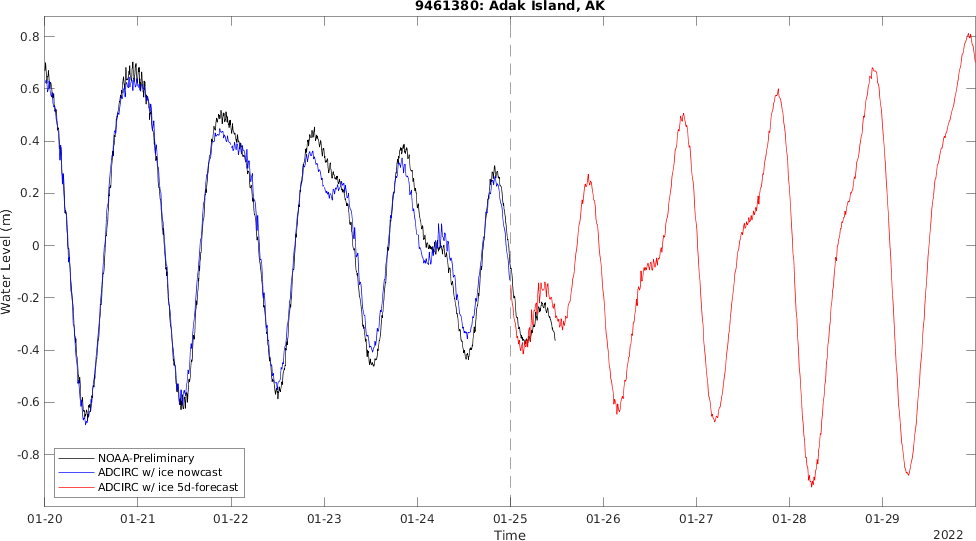 9461380: Adak Island, AK
Water Level (m)
0.8
0.6
0.4
0.2
0
-0.2
-0.4
-0.6
-0.8
NOAA-Preliminary
ADCIRC w/ ice nowcast
ADCIRC w/ ice 5d-forecast
01-20 01-21 01-22 01-23 01-24 01-25 01-26 01-27 01-28 01-29
Time
2022